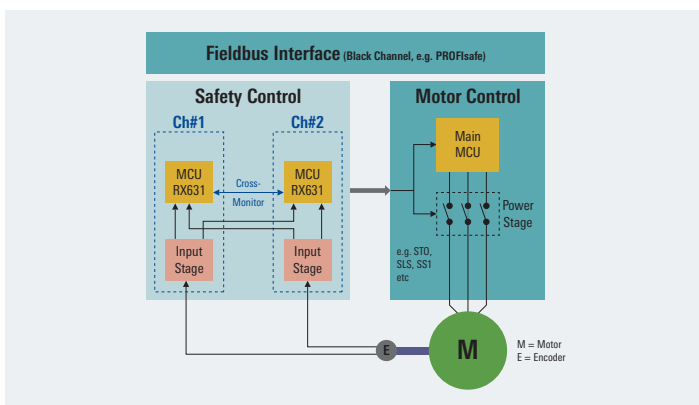 Fieldbus Interface (Black Channel, e.g. PROFIsafe)
Safety Control
Motor Control
Ch#1
Ch#2
MCU
RX631
Cross-
Monitor
MCU
RX631
Main
MCU
Input
Stage
Input
Stage
Power
Stage
e.g. STO,
SLS, SS1
etc
E
M
M = Motor
E = Encoder